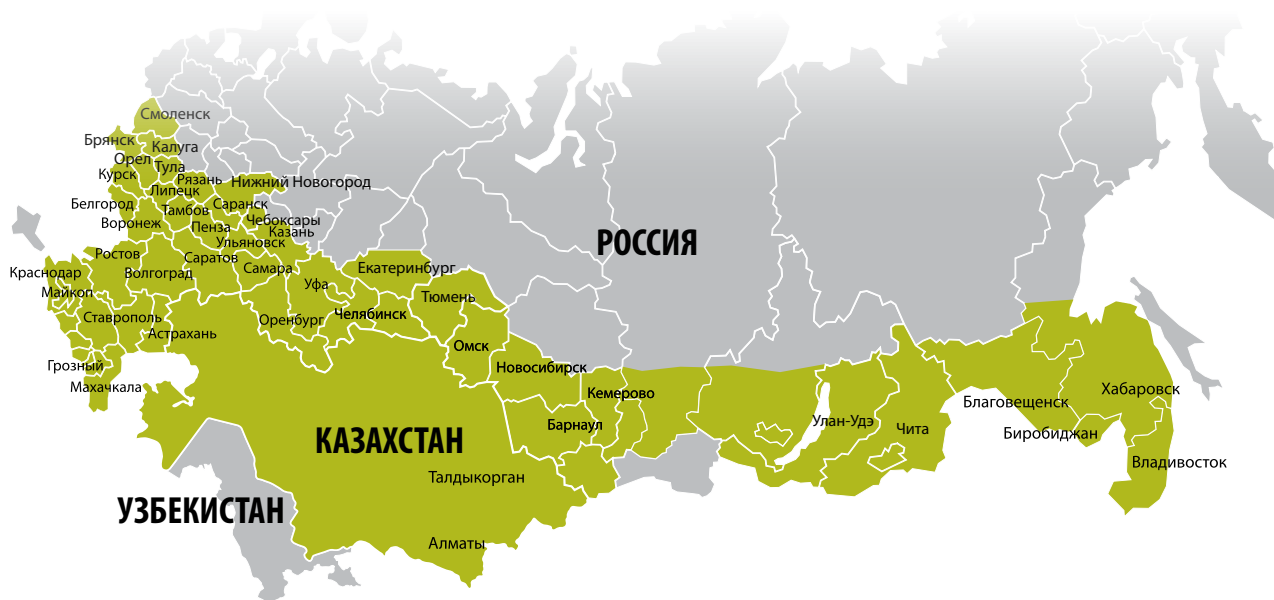 Смоленск
Брянск
Калуга
Орел
Тула
Курск
Рязань
Нижний Новгород
Липецк
Белгород
Тамбов
Саранск
Воронеж
Пенза
Чебоксары
Казань
Ульяновск
РОССИЯ
Ростов
Саратов
Краснодар
Волгоград
Самара
Екатеринбург
Майкоп
Уфа
Тюмень
Ставрополь
Оренбург
Челябинск
Астрахань
Омск
Грозный
Новосибирск
Махачкала
Кемерово
Хабаровск
Благовещенск
Барнаул
Улан-Удэ
Чита
Биробиджан
КАЗАХСТАН
Владивосток
Талдыкорган
УЗБЕКИСТАН
Алматы